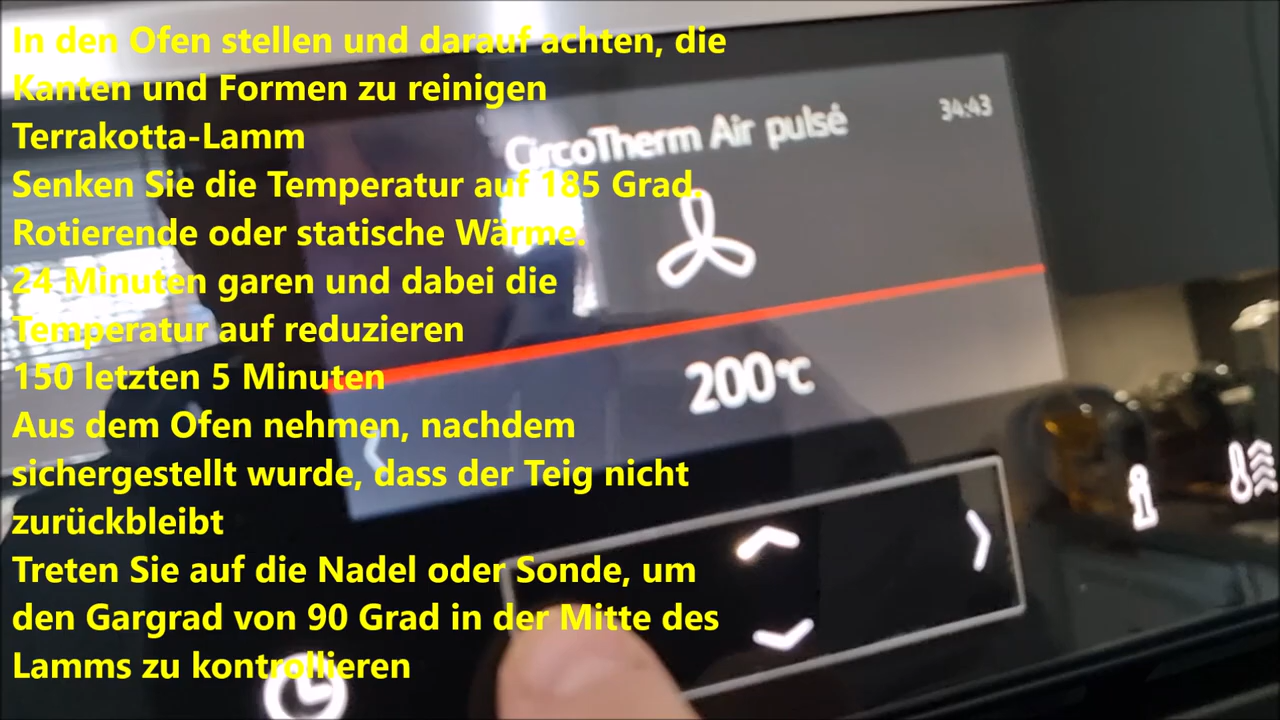 In den Ofen stellen und darauf achten, die
Kanten und Formen zu reinigen
Terrakotta-Lamm
Senken Sie die Temperatur auf 185 Grad.
Rotierende oder statische Wärme.
24 Minuten garen und dabei die
Temperatur auf reduzieren
150 letzten 5 Minuten
Aus dem Ofen nehmen, nachdem
sichergestellt wurde, dass der Teig nicht
zurückbleibt
Treten Sie auf die Nadel oder Sonde, um
den Gargrad von 90 Grad in der Mitte des
Lamms zu kontrollieren
CircoTherm Air pulsé
34:43
200°C